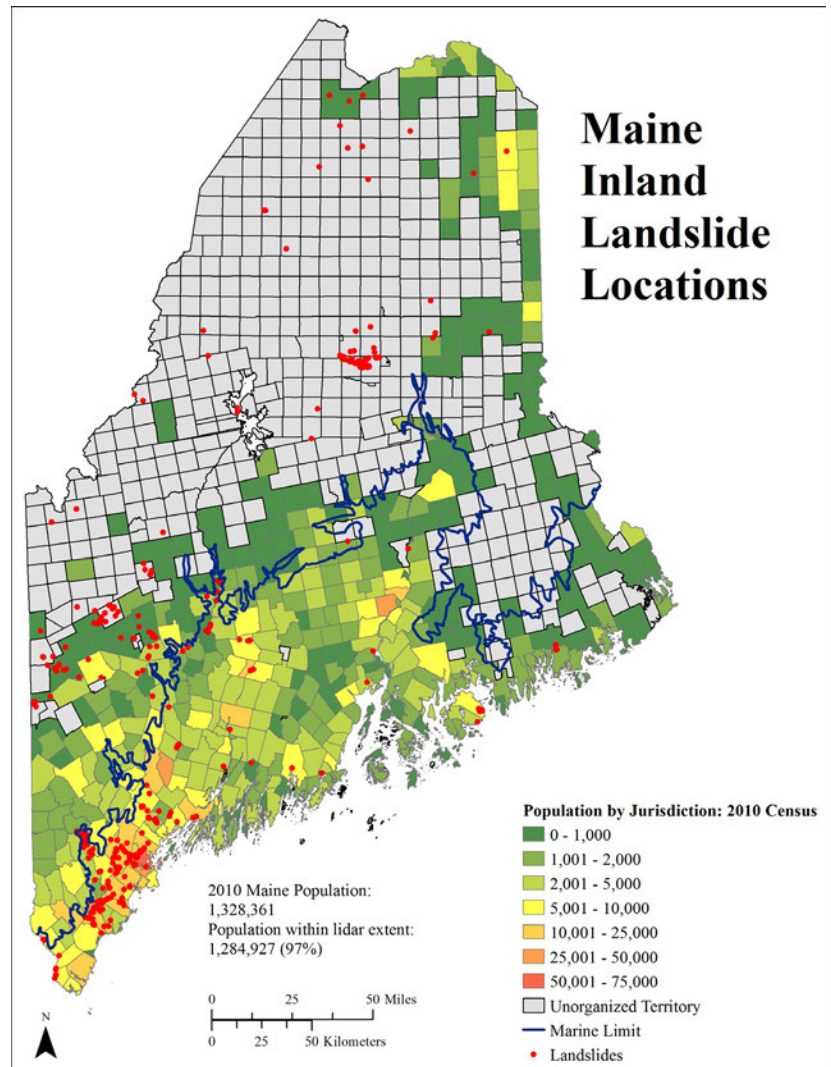 Maine
Inland
Landslide
Locations
Population by Jurisdiction: 2010 Census
0 - 1,000
1,001 - 2,000
2,001 - 5,000
5,001 - 10,000
10,001 - 25,000
25,001 - 50,000
50,001 - 75,000
Unorganized Territory
Marine Limit
Landslides
2010 Maine Population:
1,328,361
Population within lidar extent:
1,284,927 (97%)
0 25 50 Miles
0 25 50 Kilometers
N